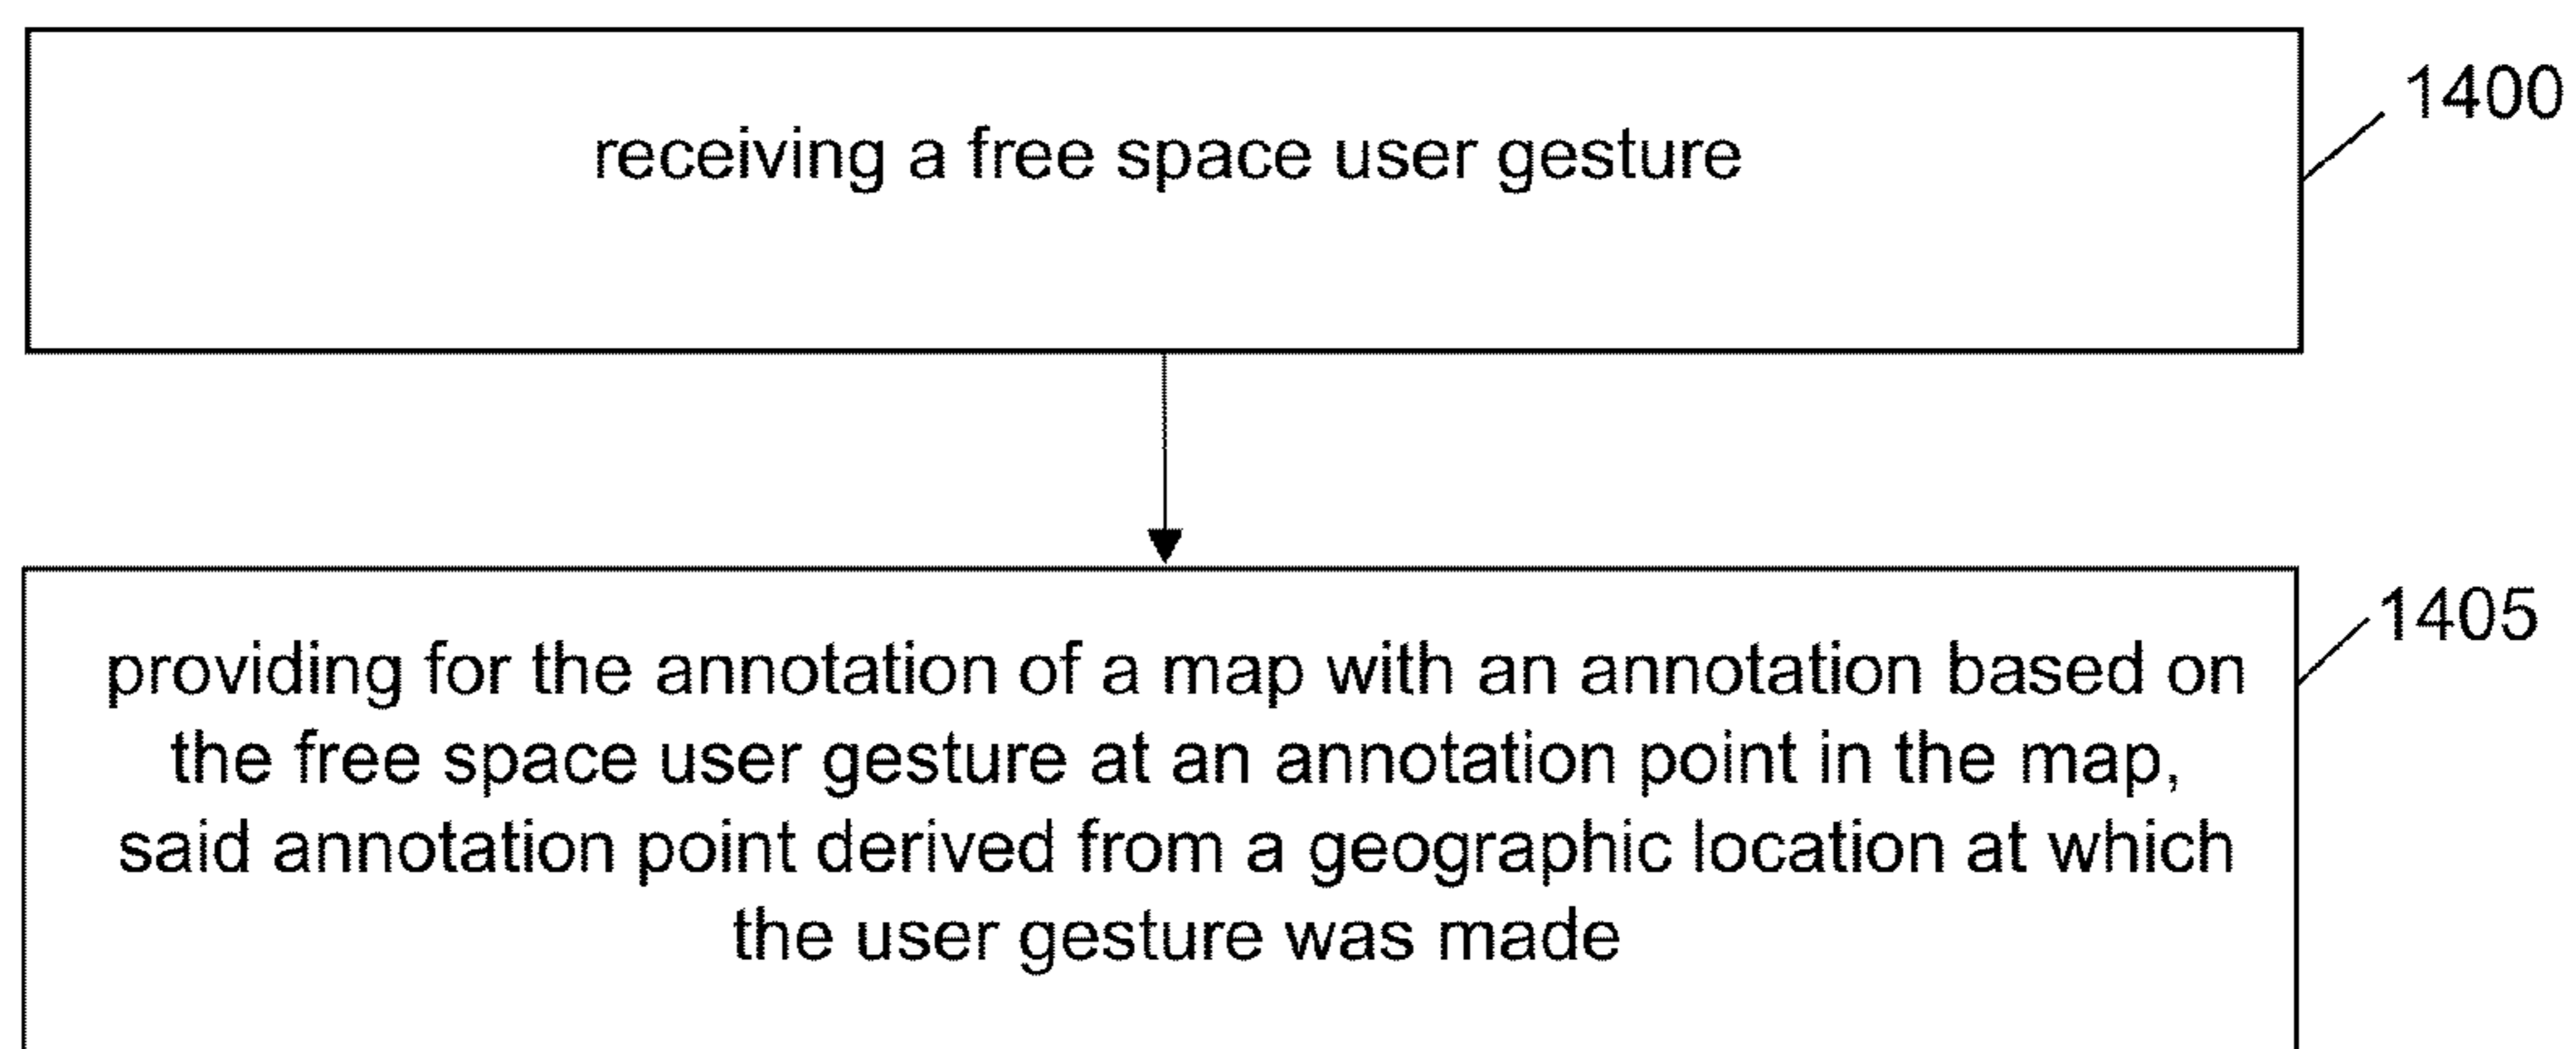 receiving a free space user gesture
1400
providing for the annotation of a map with an annotation based on
the free space user gesture at an annotation point in the map,
said annotation point derived from a geographic location at which
the user gesture was made
1405